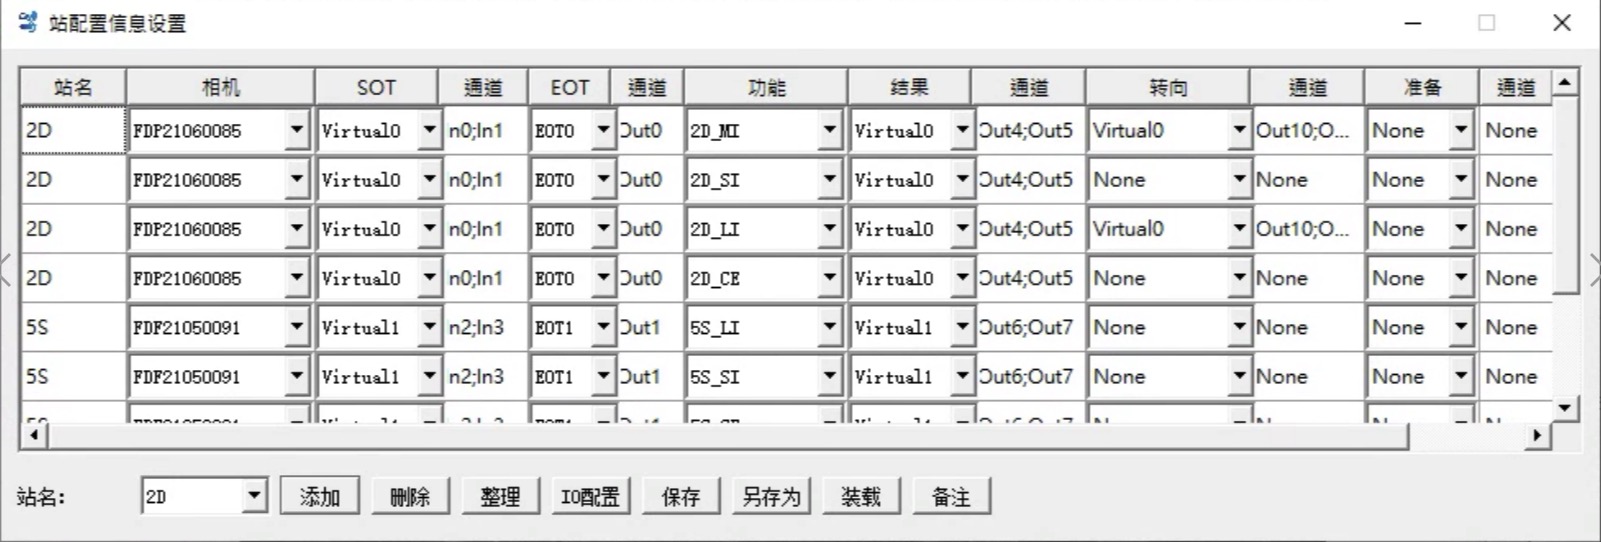 站配置信息设置
站名 相机 SOT 通道 EOT 通道 功能 结果 通道 转向 通道 准备 通道
2D FDP21060085 Virtual0 n0;In1 EOT0 Out0 2D_MI Virtual0 Out4;Out5 Virtual0 Out10;O... None None
2D FDP21060085 Virtual0 n0;In1 EOT0 Out0 2D_SI Virtual0 Out4;Out5 None None None None
2D FDP21060085 Virtual0 n0;In1 EOT0 Out0 2D_LI Virtual0 Out4;Out5 Virtual0 Out10;O... None None
2D FDP21060085 Virtual0 n0;In1 EOT0 Out0 2D_CE Virtual0 Out4;Out5 None None None None
5S FDF21050091 Virtual1 n2;In3 EOT1 Out1 5S_LI Virtual1 Out6;Out7 None None None None
5S FDF21050091 Virtual1 n2;In3 EOT1 Out1 5S_SI Virtual1 Out6;Out7 None None None None
站名: 2D 添加 删除 整理 IO配置 保存 另存为 装载 备注